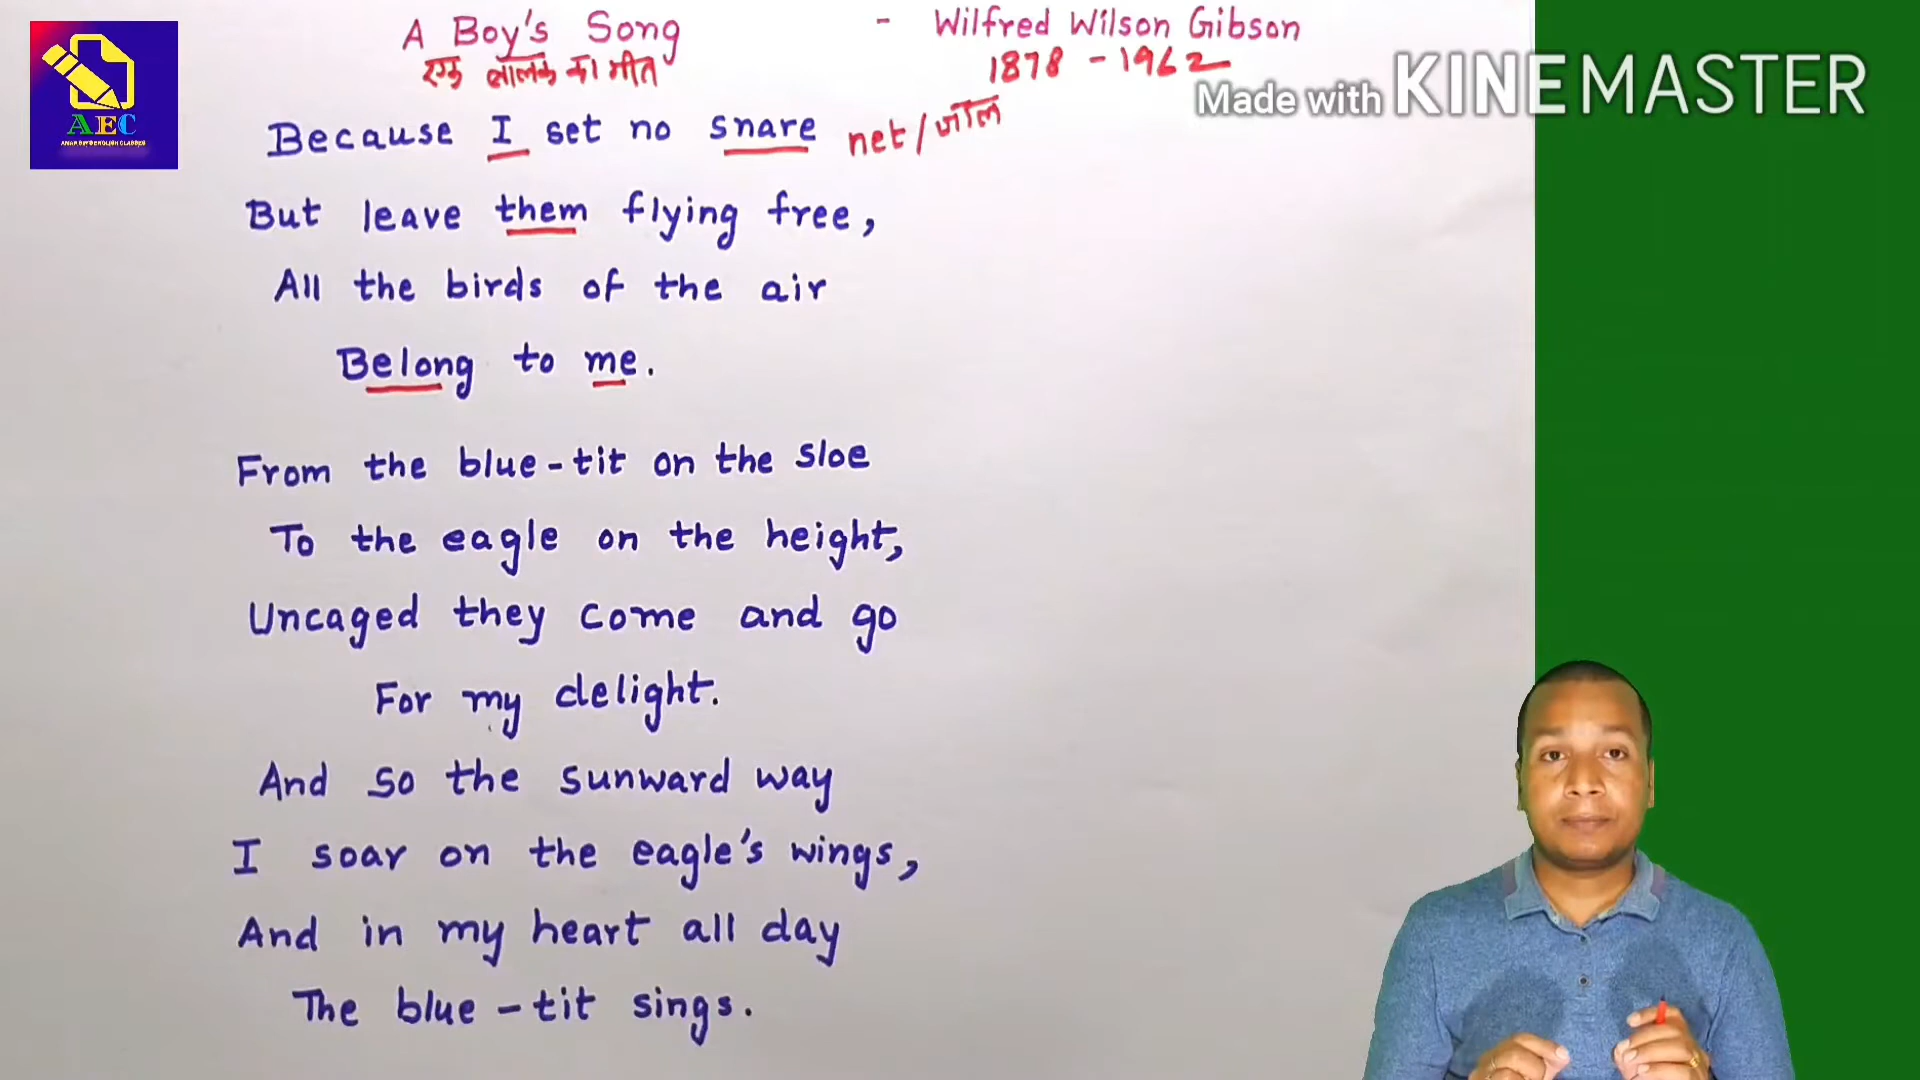 A Boy's Song - Wilfred Wilson Gibson
एक बालक का गीत 1878 - 1962
Made with KINEMASTER
AEC
Because I set no snare net/जाल
But leave them flying free,
All the birds of the air
Belong to me.
From the blue-tit on the sloe
To the eagle on the height,
Uncaged they come and go
For my delight.
And so the sunward way
I soar on the eagle's wings,
And in my heart all day
The blue-tit sings.